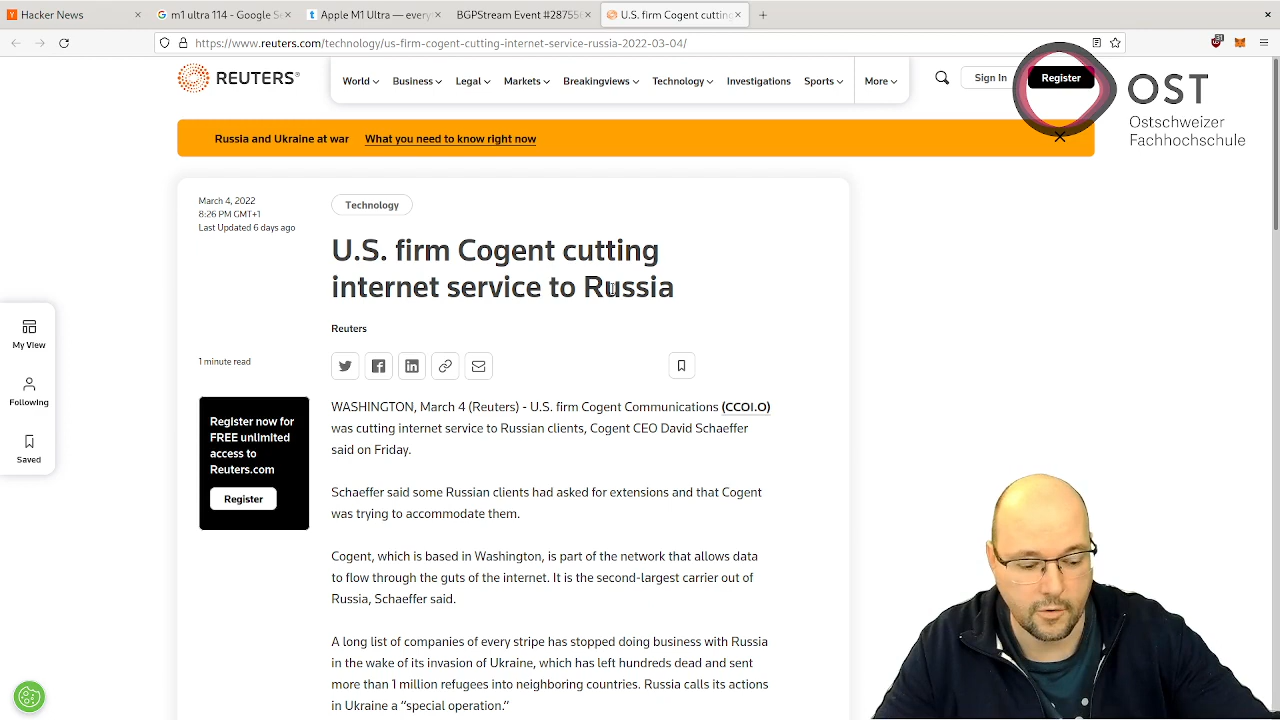 Hacker News
m1 ultra 114 - Google Se
Apple M1 Ultra — every
BGPStream Event #28755
U.S. firm Cogent cutting
https://www.reuters.com/technology/us-firm-cogent-cutting-internet-service-russia-2022-03-04/
REUTERS®
World
Business
Legal
Markets
Breakingviews
Technology
Investigations
Sports
More
Sign In
Register
OST
Ostschweizer
Fachhochschule
Russia and Ukraine at war
What you need to know right now
March 4, 2022
8:26 PM GMT+1
Last Updated 6 days ago
Technology
U.S. firm Cogent cutting
internet service to Russia
Reuters
1 minute read
My View
Following
Saved
Register now for
FREE unlimited
access to
Reuters.com
Register
WASHINGTON, March 4 (Reuters) - U.S. firm Cogent Communications (CCOI.O)
was cutting internet service to Russian clients, Cogent CEO David Schaeffer
said on Friday.
Schaeffer said some Russian clients had asked for extensions and that Cogent
was trying to accommodate them.
Cogent, which is based in Washington, is part of the network that allows data
to flow through the guts of the internet. It is the second-largest carrier out of
Russia, Schaeffer said.
A long list of companies of every stripe has stopped doing business with Russia
in the wake of its invasion of Ukraine, which has left hundreds dead and sent
more than 1 million refugees into neighboring countries. Russia calls its actions
in Ukraine a “special operation.”